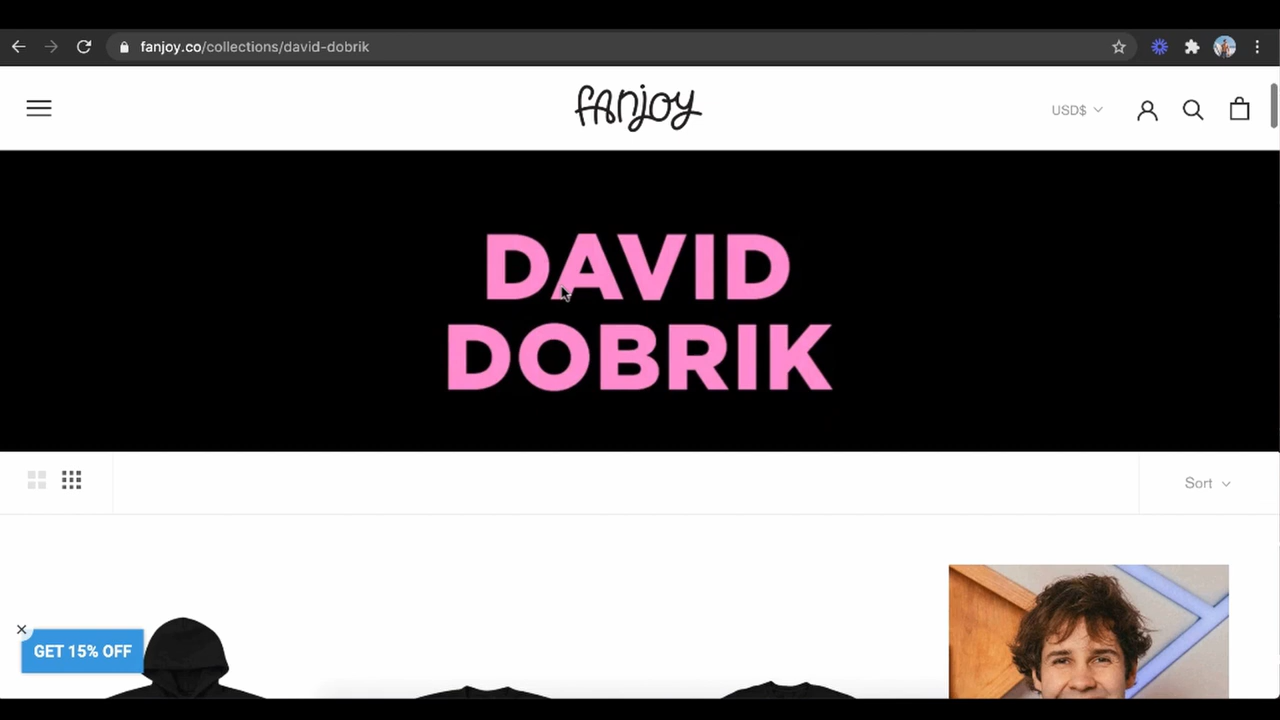 fanjoy.co/collections/david-dobrik
fanjoy
USD$
DAVID
DOBRIK
Sort
GET 15% OFF